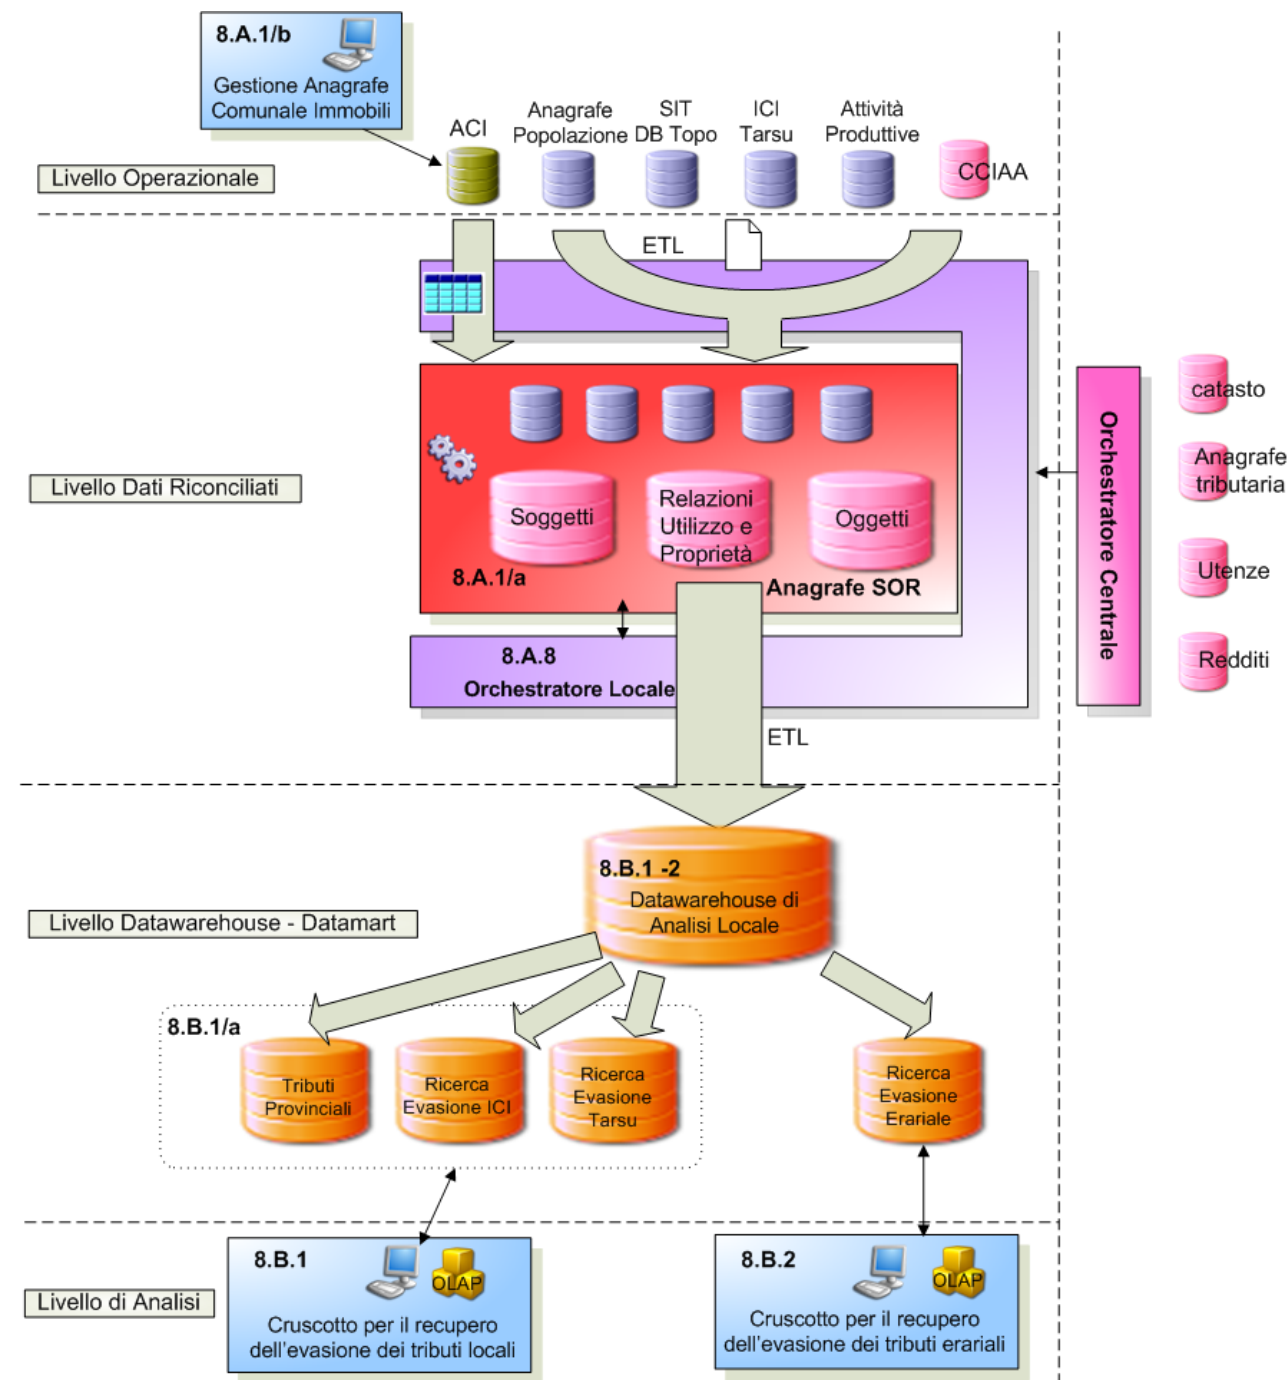 8.A.1/b
Gestione Anagrafe
Comunale Immobili
ACI
Anagrafe
Popolazione
SIT
DB Topo
ICI
Tarsu
Attività
Produttive
CCIAA
Livello Operazionale
ETL
catasto
Anagrafe
tributaria
Utenze
Redditi
Orchestratore Centrale
Livello Dati Riconciliati
Soggetti
Relazioni
Utilizzo e
Proprietà
Oggetti
8.A.1/a
Anagrafe SOR
8.A.8
Orchestratore Locale
ETL
8.B.1 -2
Datawarehouse di
Analisi Locale
Livello Datawarehouse - Datamart
8.B.1/a
Tributi
Provinciali
Ricerca
Evasione ICI
Ricerca
Evasione
Tarsu
Ricerca
Evasione
Erariale
Livello di Analisi
8.B.1
OLAP
Cruscotto per il recupero
dell'evasione dei tributi locali
8.B.2
OLAP
Cruscotto per il recupero
dell'evasione dei tributi erariali